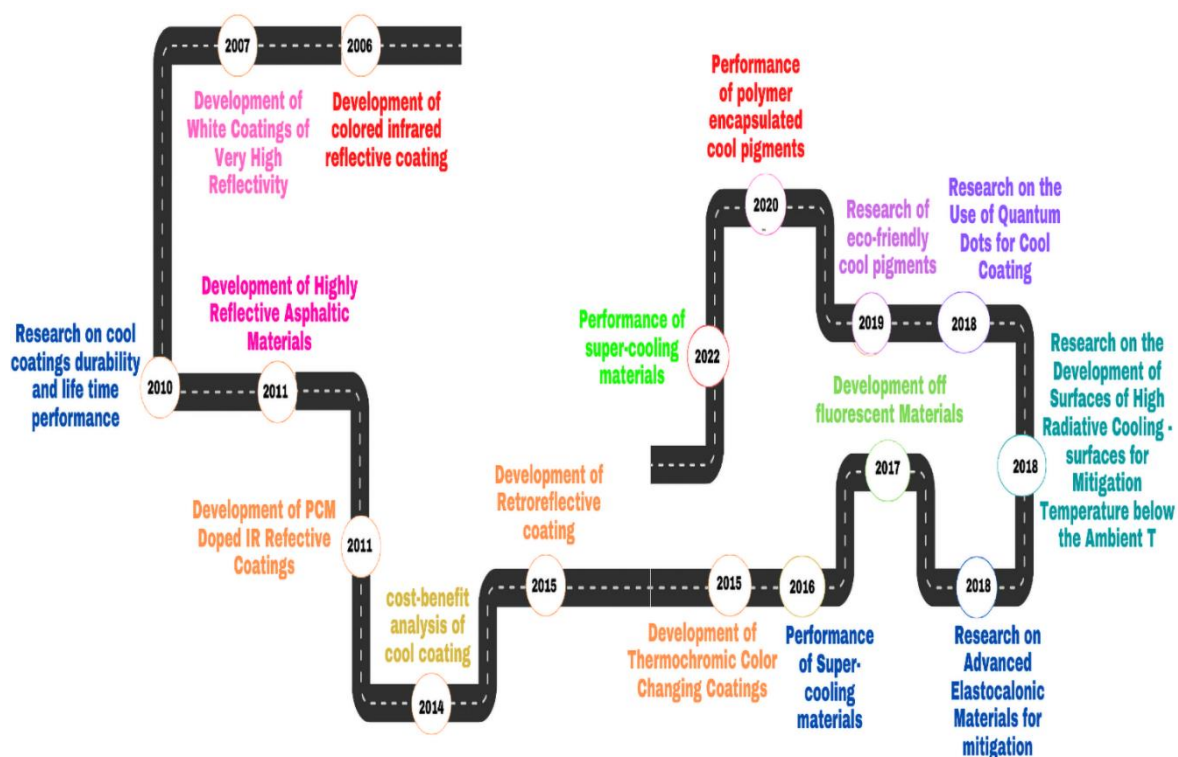 2007
2006
Development of
White Coatings of
Very High
Reflectivity
Development of
colored infrared
reflective coating
Research on cool
coatings durability
and life time
performance
2010
Development of Highly
Reflective Asphaltic
Materials
2011
Development of PCM
Doped IR Refective
Coatings
2011
cost-benefit
analysis of
cool coating
2014
Development of
Retroreflective
coating
2015
2015
Development of
Thermochromic Color
Changing Coatings
2016
Performance
of Super-
cooling
materials
Development off
fluorescent Materials
2017
2018
Research on
Advanced
Elastocalonic
Materials for
mitigation
2018
Research on the
Development of
Surfaces of High
Radiative Cooling -
surfaces for
Mitigation
Temperature below
the Ambient T
Research on the
Use of Quantum
Dots for Cool
Coating
2018
Research of
eco-friendly
cool pigments
2019
Performance
of polymer
encapsulated
cool pigments
2020
Performance of
super-cooling
materials
2022